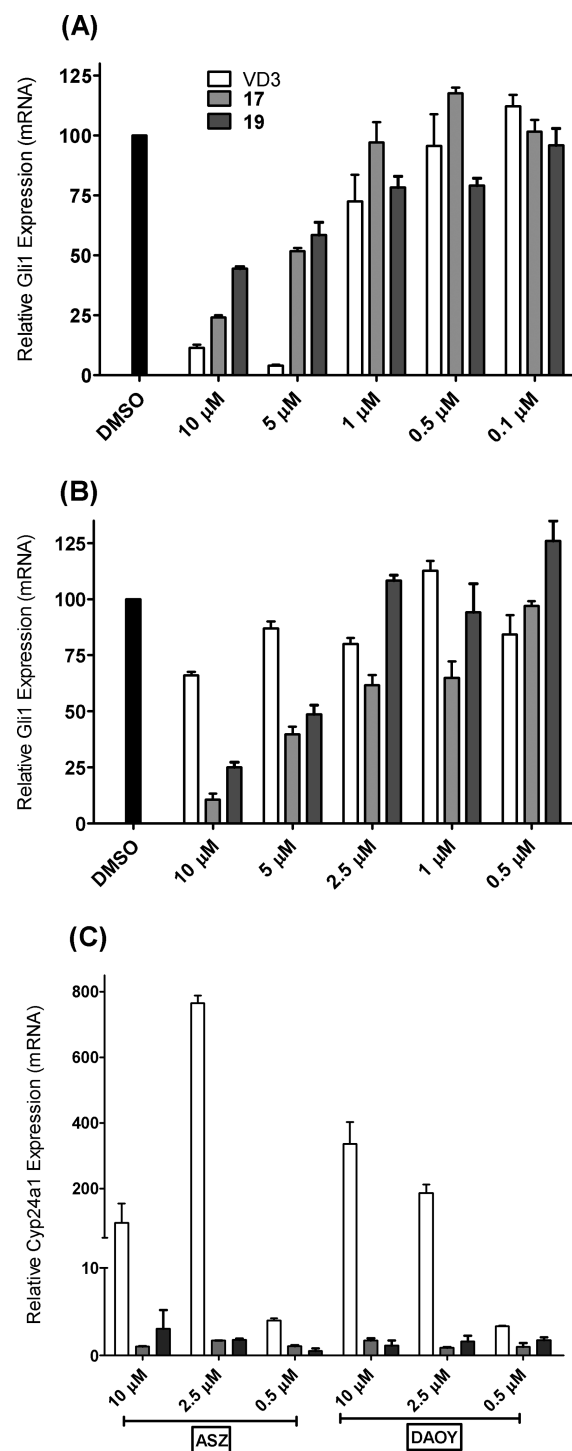 (A)
Relative Gli1 Expression (mRNA)
125
100
75
50
25
0
VD3
17
19
DMSO
10 µM
5 µM
1 µM
0.5 µM
0.1 µM
(B)
Relative Gli1 Expression (mRNA)
125
100
75
50
25
0
DMSO
10 µM
5 µM
2.5 µM
1 µM
0.5 µM
(C)
Relative Cyp24a1 Expression (mRNA)
800
600
400
200
10
0
10 µM
2.5 µM
0.5 µM
10 µM
2.5 µM
0.5 µM
ASZ
DAOY